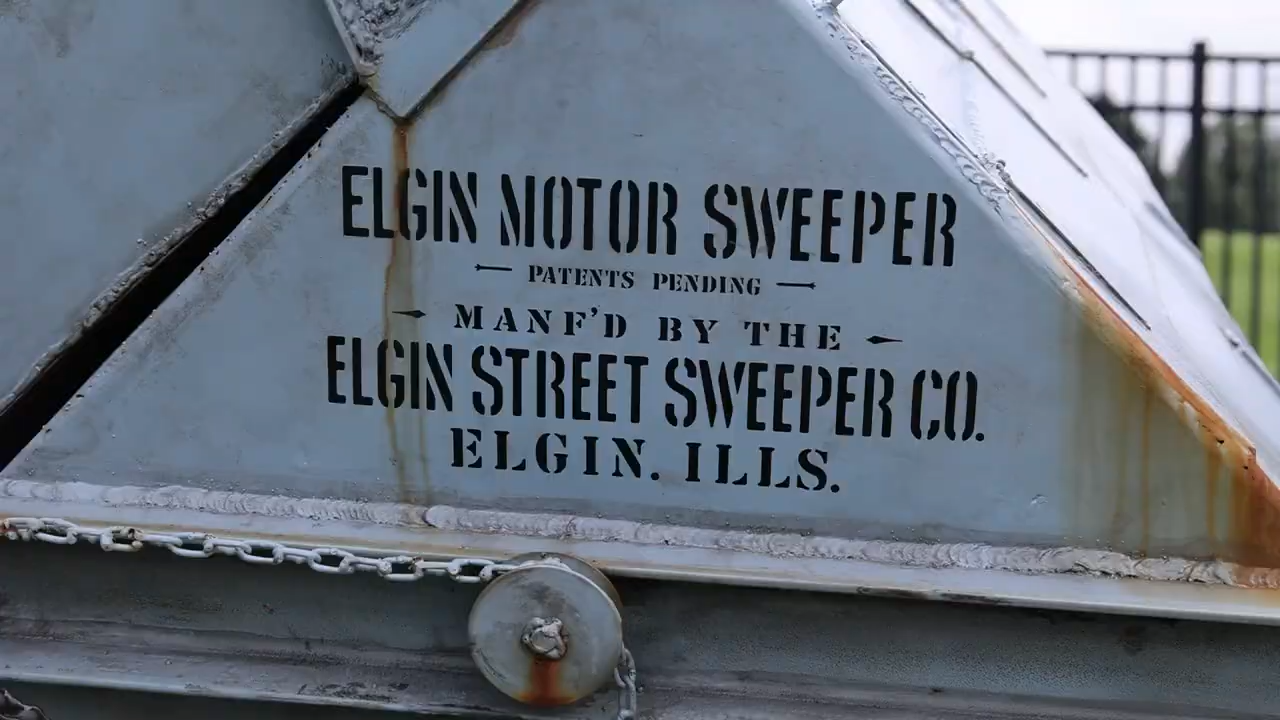 ELGIN MOTOR SWEEPER
PATENTS PENDING
MANF'D BY THE
ELGIN STREET SWEEPER CO.
ELGIN. ILLS.